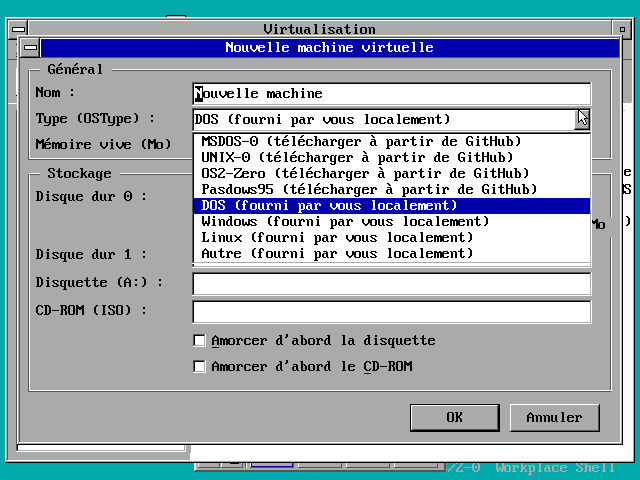 Virtualisation
Nouvelle machine virtuelle
Général
Nom :
Nouvelle machine
Type (OSType) :
DOS (fourni par vous localement)
Mémoire vive (Mo)
MSDOS-0 (télécharger à partir de GitHub)
UNIX-0 (télécharger à partir de GitHub)
OS2-Zero (télécharger à partir de GitHub)
Pasdows95 (télécharger à partir de GitHub)
DOS (fourni par vous localement)
Windows (fourni par vous localement)
Linux (fourni par vous localement)
Autre (fourni par vous localement)
Stockage
Disque dur 0 :
Mo
Disque dur 1 :
Disquette (A:) :
CD-ROM (ISO) :
Amorcer d'abord la disquette
Amorcer d'abord le CD-ROM
OK
Annuler
/2-0 Workplace Shell